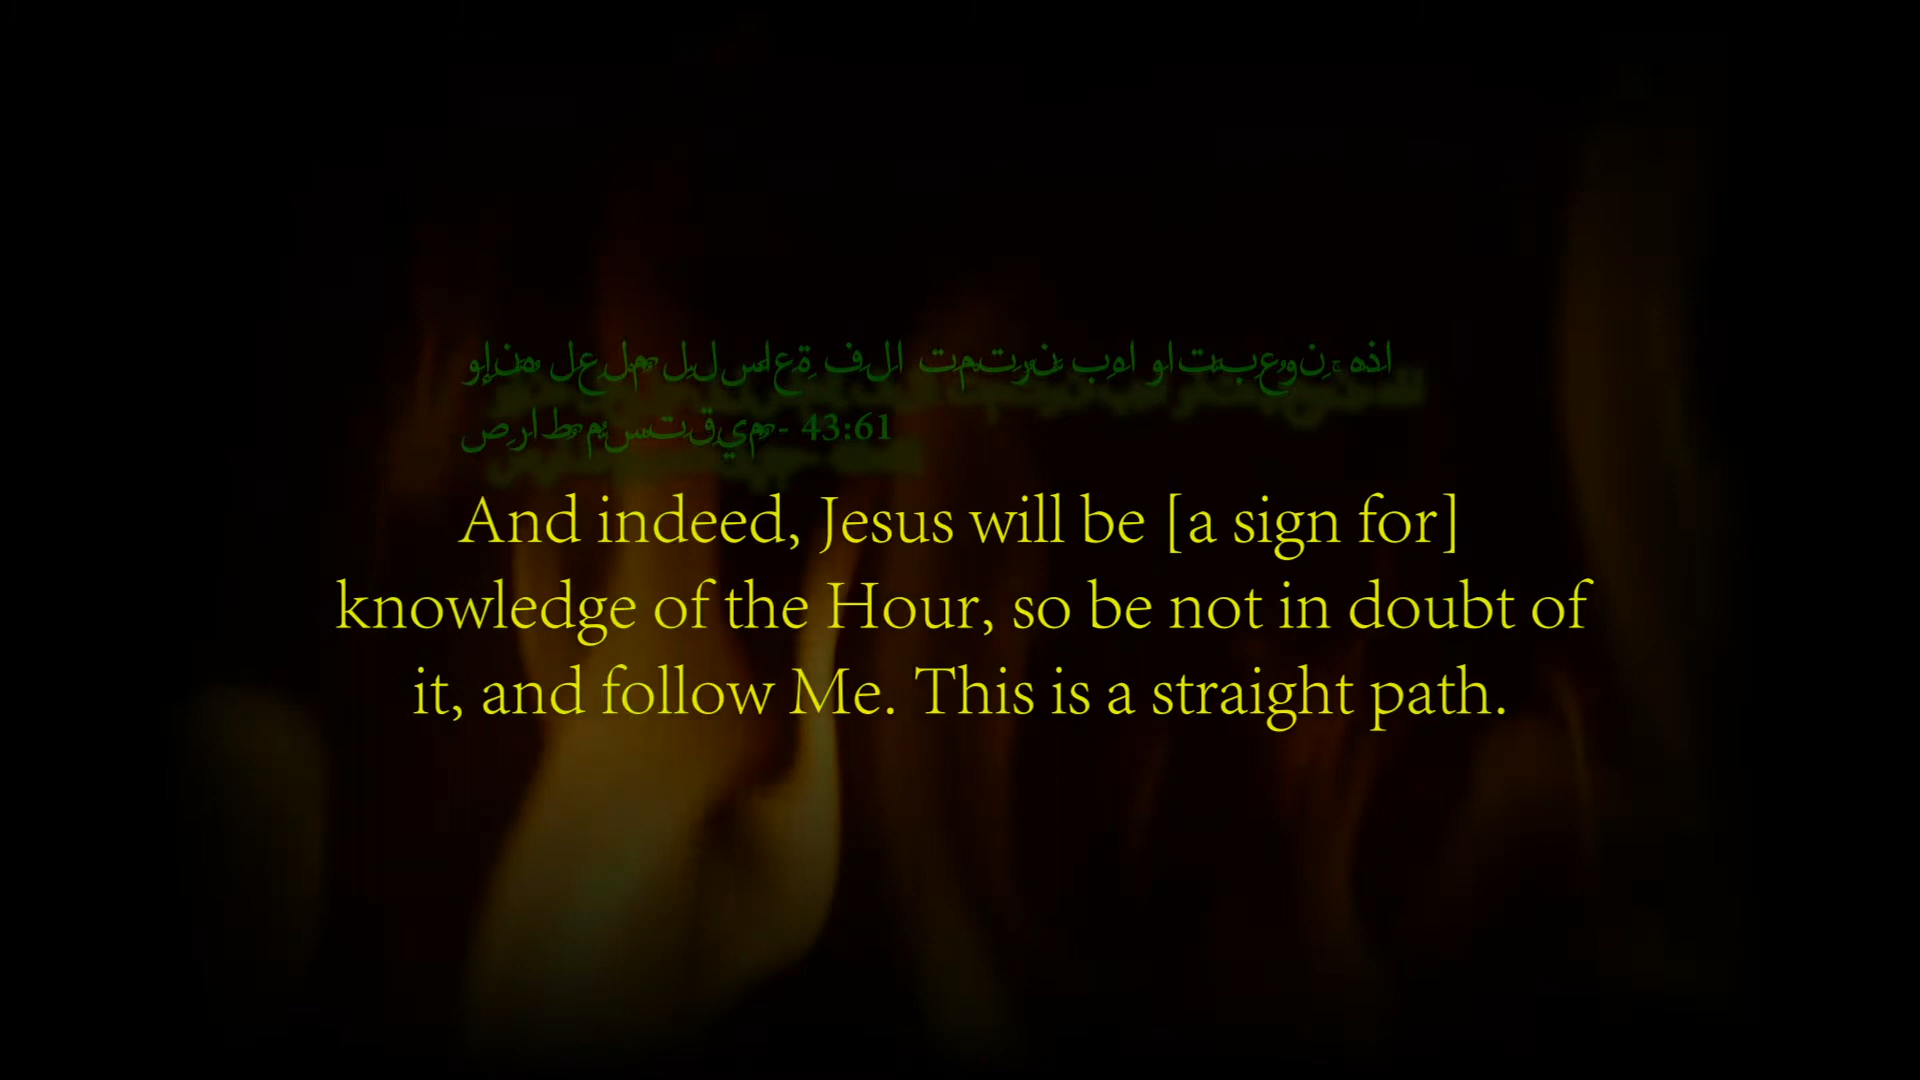 وإنه لعلم للساعة فلا تمترن بها واتبعون هذا
صراط مستقيم - 43:61
And indeed, Jesus will be [a sign for]
knowledge of the Hour, so be not in doubt of
it, and follow Me. This is a straight path.